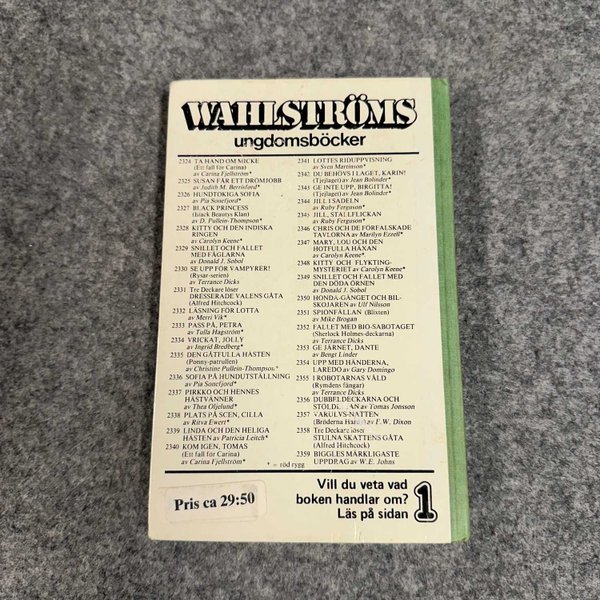 WAHLSTRÖMS
ungdomsböcker
2324 TA HAND OM MICKE
(Ett fall för Carina)
av Carina Fjellström*
2325 SUSAN FÅR ETT DRÖMJOBB
av Judith M. Berrisford*
2326 HUNDTOKIGA SOFIA
av Pia Sonefjord*
2327 BLACK PRINCESS
(Black Beautys Klan)
av D. Pullein-Thompson*
2328 KITTY OCH DEN INDISKA
RINGEN
av Carolyn Keene*
2329 SNILLET OCH FALLET
MED FÅGLARNA
av Donald J. Sobol
2330 SE UPP FÖR VAMPYRER!
(Rysar-serien)
av Terrance Dicks
2331 Tre Deckare löser
DRESSERADE VALENS GÅTA
(Alfred Hitchcock)
2332 LÄSNING FÖR LOTTA
av Merri Vik*
2333 PASS PÅ, PETRA
av Tulla Hagström*
2334 VRICKAT, JOLLY
av Ingrid Bredberg*
2335 DEN GÅTFULLA HÄSTEN
(Ponny-patrullen)
av Christine Pullein-Thompson*
2336 SOFIA PÅ HUNDUTSTÄLLNING
av Pia Sonefjord*
2337 PIRKKO OCH HENNES
HÄSTVÄNNER
av Thea Oljelund*
2338 PLATS PÅ SCEN, CILLA
av Ritva Ewert*
2339 LINDA OCH DEN HELIGA
HÄSTEN av Patricia Leitch*
2340 KOM IGEN, TOMAS
(Ett fall för Carina)
av Carina Fjellström*
2341 LOTTES RIDUPPVISNING
av Sven Martinson*
2342 DU BEHÖVS I LAGET, KARIN!
(Tjejlaget) av Jean Bolinder*
2343 GE INTE UPP, BIRGITTA!
(Tjejlaget) av Jean Bolinder*
2344 JILL I SADELN
av Ruby Ferguson*
2345 JILL, STALLFLICKAN
av Ruby Ferguson*
2346 CHRIS OCH DE FÖRFALSKADE
TAVLORNA av Marilyn Ezzell*
2347 MARY, LOU OCH DEN
HOTFULLA HÄXAN
av Carolyn Keene*
2348 KITTY OCH FLYKTING-
MYSTERIET av Carolyn Keene*
2349 SNILLET OCH FALLET MED
DEN DÖDA ÖRNEN
av Donald J. Sobol
2350 HONDA-GÄNGET OCH BIL-
SKOJAREN av Ulf Nilsson
2351 SPIONFÄLLAN (Blixten)
av Mike Brogan
2352 FALLET MED BIO-SABOTAGET
(Sherlock Holmes-deckarna)
av Terrance Dicks
2353 GE JÄRNET, DANTE
av Bengt Linder
2354 UPP MED HÄNDERNA,
LAREDO av Gary Domingo
2355 I ROBOTARNAS VÅLD
(Rymdens fångar)
av Terrance Dicks
2356 DUBBELDECKARNA OCH
av Tomas Jonsson
2357 VARULVS-NATTEN
(Bröderna Hardy) av F.W. Dixon
2358 Tre Deckare löser
STULNA SKATTENS GÅTA
(Alfred Hitchcock)
2359 BIGGLES MÄRKLIGASTE
UPPDRAG av W.E. Johns
* = röd rygg
Pris ca 29:50
Vill du veta vad
boken handlar om?
Läs på sidan 1